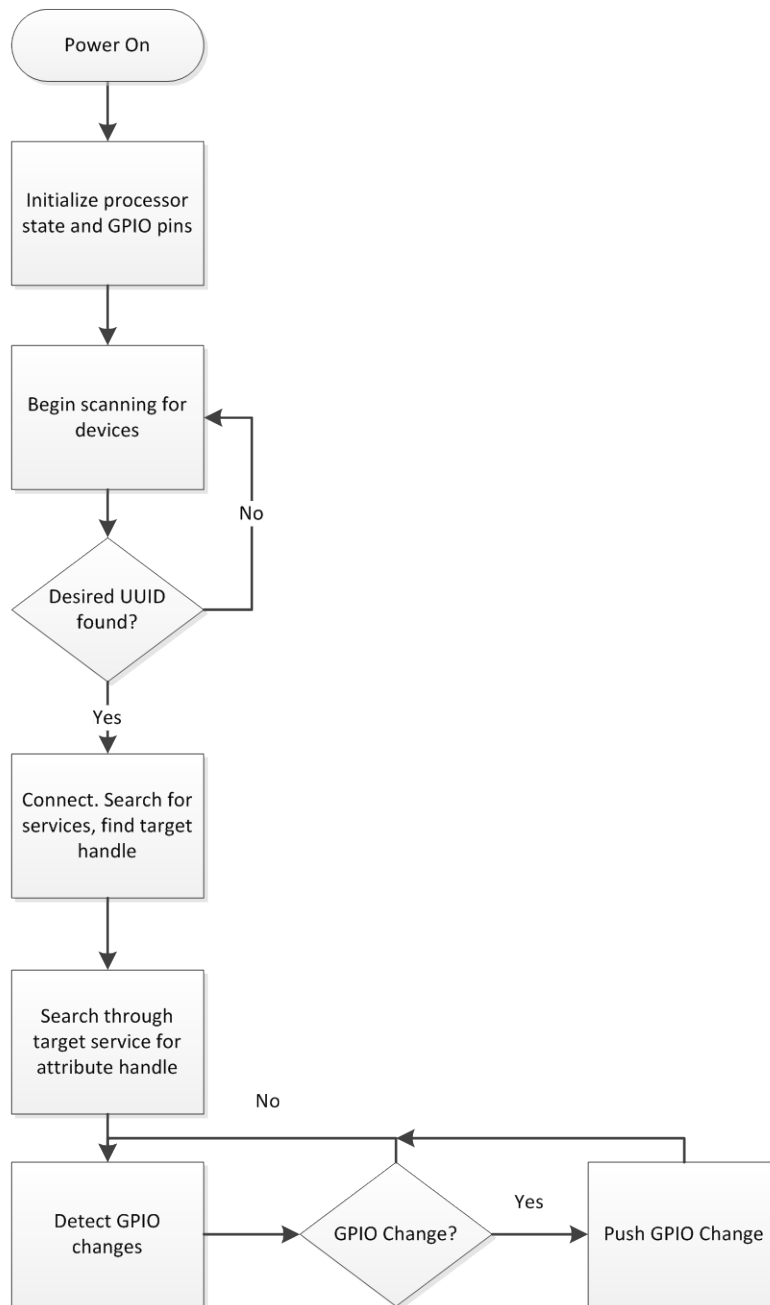 Power On
Initialize processor
state and GPIO pins
Begin scanning for
devices
No
Desired UUID
found?
Yes
Connect. Search for
services, find target
handle
Search through
target service for
attribute handle
No
Detect GPIO
changes
GPIO Change?
Yes
Push GPIO Change